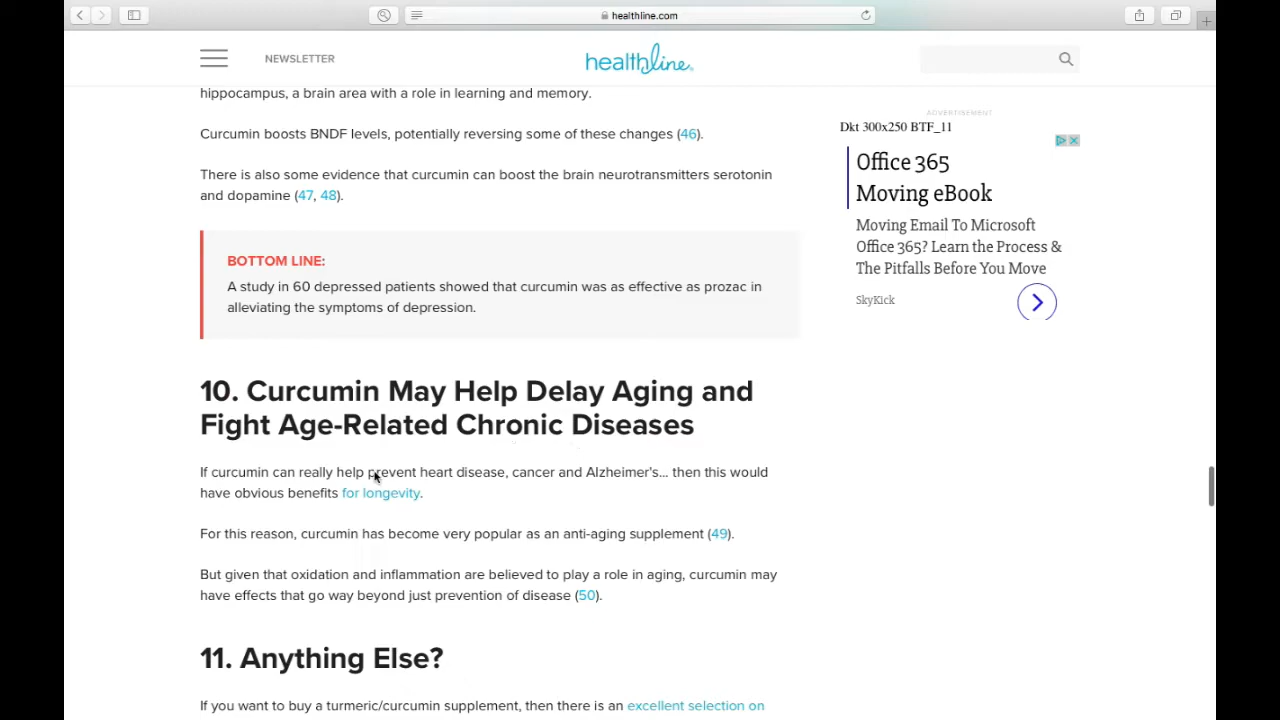 healthline.com
NEWSLETTER
healthline
hippocampus, a brain area with a role in learning and memory.
Curcumin boosts BNDF levels, potentially reversing some of these changes (46).
There is also some evidence that curcumin can boost the brain neurotransmitters serotonin
and dopamine (47, 48).
BOTTOM LINE:
A study in 60 depressed patients showed that curcumin was as effective as prozac in
alleviating the symptoms of depression.
10. Curcumin May Help Delay Aging and
Fight Age-Related Chronic Diseases
If curcumin can really help prevent heart disease, cancer and Alzheimer's... then this would
have obvious benefits for longevity.
For this reason, curcumin has become very popular as an anti-aging supplement (49).
But given that oxidation and inflammation are believed to play a role in aging, curcumin may
have effects that go way beyond just prevention of disease (50).
11. Anything Else?
If you want to buy a turmeric/curcumin supplement, then there is an excellent selection on
ADVERTISEMENT
Dkt 300x250 BTF_11
Office 365
Moving eBook
Moving Email To Microsoft
Office 365? Learn the Process &
The Pitfalls Before You Move
SkyKick